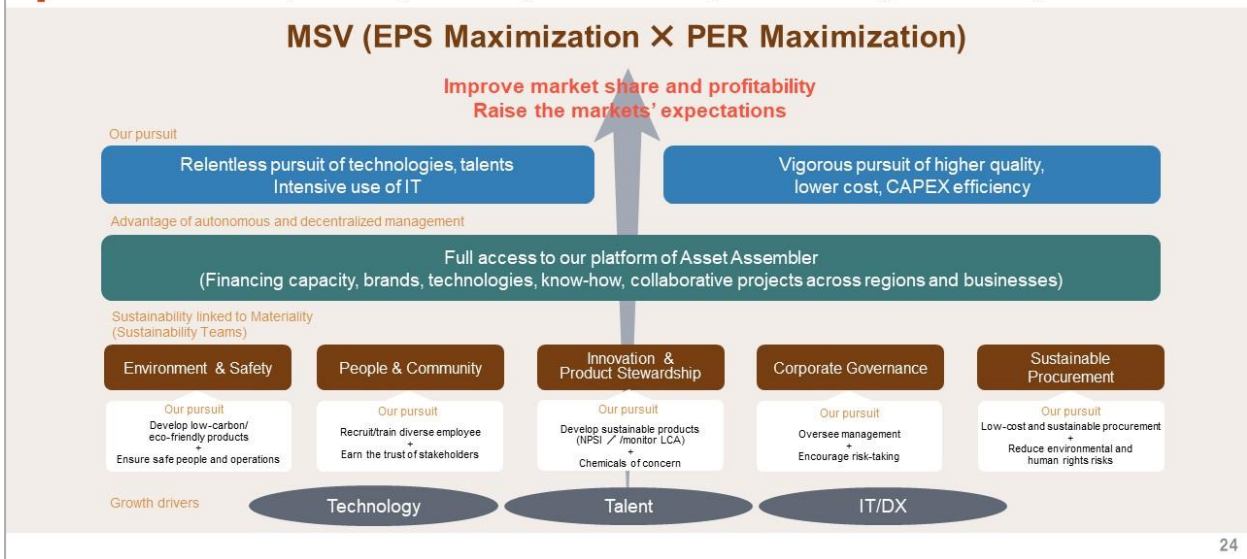 MSV (EPS Maximization × PER Maximization)
Improve market share and profitability
Raise the markets' expectations
Our pursuit
Relentless pursuit of technologies, talents
Intensive use of IT
Vigorous pursuit of higher quality,
lower cost, CAPEX efficiency
Advantage of autonomous and decentralized management
Full access to our platform of Asset Assembler
(Financing capacity, brands, technologies, know-how, collaborative projects across regions and businesses)
Sustainability linked to Materiality
(Sustainability Teams)
Environment & Safety
Our pursuit
Develop low-carbon/
eco-friendly products
+
Ensure safe people and operations
People & Community
Our pursuit
Recruit/train diverse employee
+
Earn the trust of stakeholders
Innovation &
Product Stewardship
Our pursuit
Develop sustainable products
(NPSI ／ /monitor LCA)
+
Chemicals of concern
Corporate Governance
Our pursuit
Oversee management
+
Encourage risk-taking
Sustainable
Procurement
Our pursuit
Low-cost and sustainable procurement
+
Reduce environmental and
human rights risks
Growth drivers
Technology
Talent
IT/DX
24